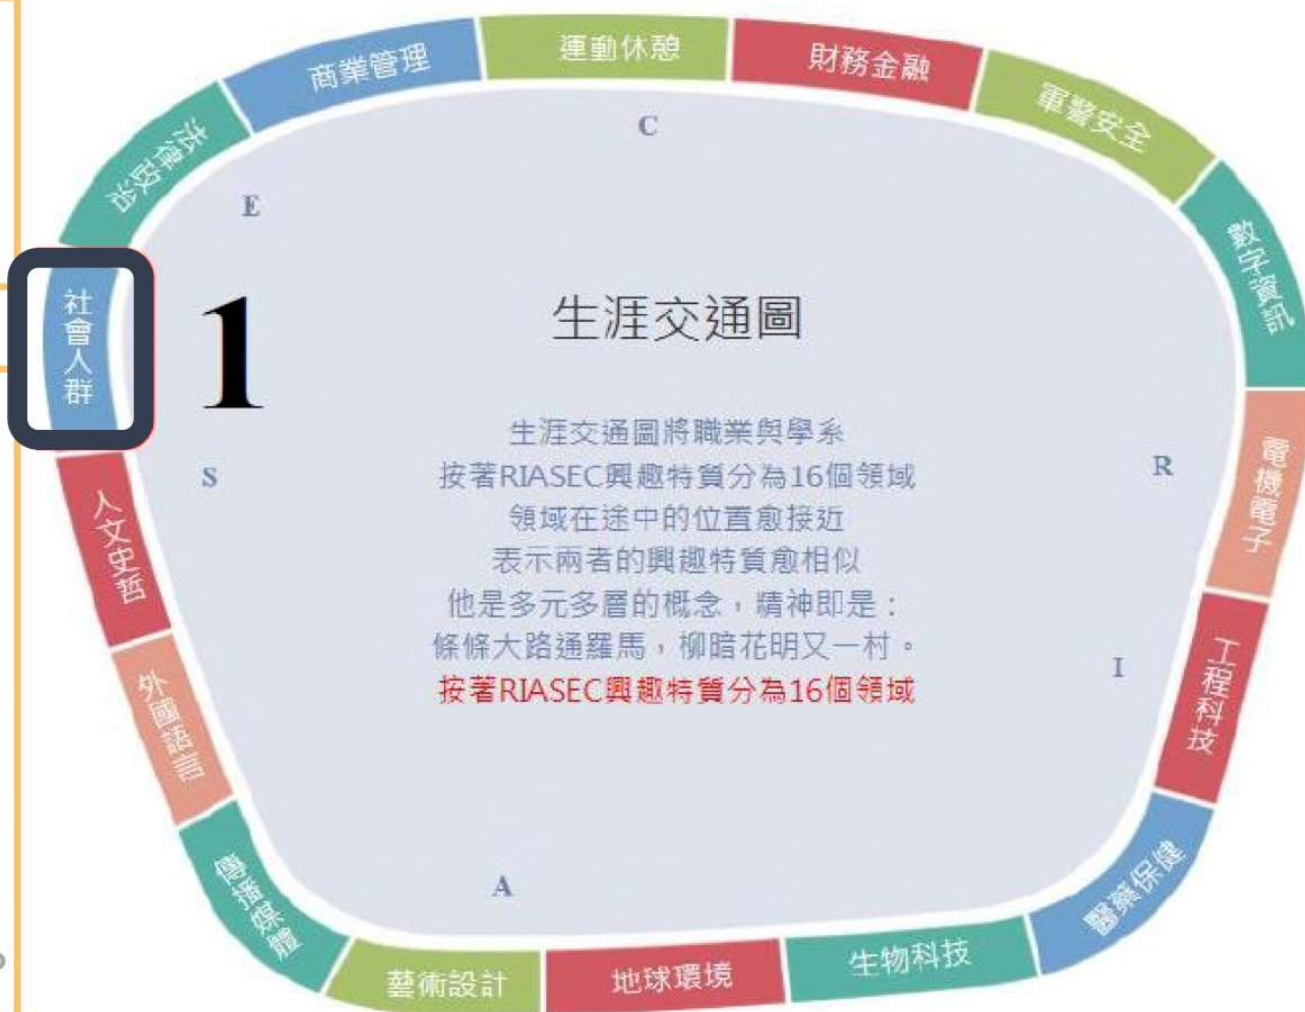 商業管理
運動休憩
財務金融
軍警安全
數字資訊
電機電子
工程科技
醫藥保健
生物科技
地球環境
藝術設計
傳播媒體
外國語言
人文史哲
社會人群
法律政治
C
E
1
S
R
I
A
生涯交通圖
生涯交通圖將職業與學系
按著RIASEC興趣特質分為16個領域
領域在途中的位置愈接近
表示兩者的興趣特質愈相似
他是多元多層的概念，精神即是：
條條大路通羅馬，柳暗花明又一村。
按著RIASEC興趣特質分為16個領域